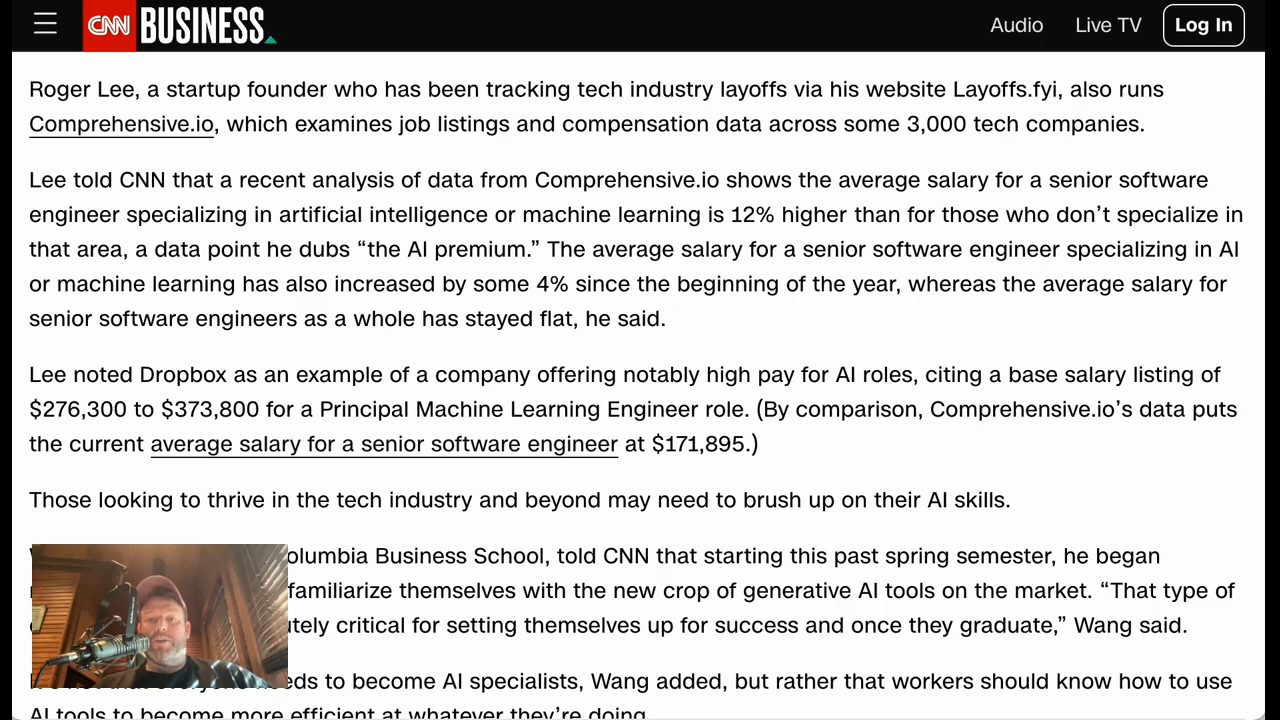 CNN BUSINESS
Audio
Live TV
Log In
Roger Lee, a startup founder who has been tracking tech industry layoffs via his website Layoffs.fyi, also runs
Comprehensive.io, which examines job listings and compensation data across some 3,000 tech companies.
Lee told CNN that a recent analysis of data from Comprehensive.io shows the average salary for a senior software
engineer specializing in artificial intelligence or machine learning is 12% higher than for those who don’t specialize in
that area, a data point he dubs “the AI premium.” The average salary for a senior software engineer specializing in AI
or machine learning has also increased by some 4% since the beginning of the year, whereas the average salary for
senior software engineers as a whole has stayed flat, he said.
Lee noted Dropbox as an example of a company offering notably high pay for AI roles, citing a base salary listing of
$276,300 to $373,800 for a Principal Machine Learning Engineer role. (By comparison, Comprehensive.io’s data puts
the current average salary for a senior software engineer at $171,895.)
Those looking to thrive in the tech industry and beyond may need to brush up on their AI skills.
Business School, told CNN that starting this past spring semester, he began
familiarize themselves with the new crop of generative AI tools on the market. “That type of
critical for setting themselves up for success and once they graduate,” Wang said.
to become AI specialists, Wang added, but rather that workers should know how to use
AI tools to become more efficient at whatever they’re doing.